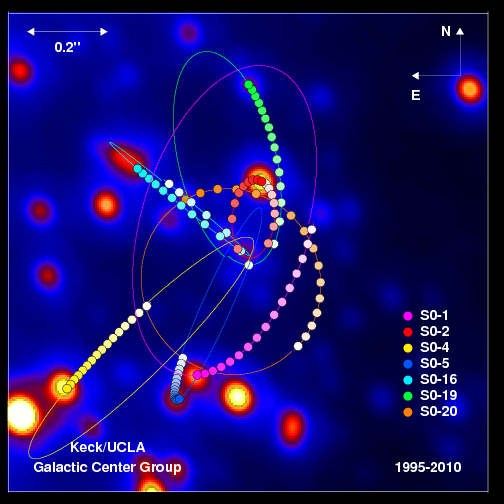 N
0.2"
E
S0-1
S0-2
S0-4
S0-5
S0-16
S0-19
S0-20
Keck/UCLA
Galactic Center Group
1995-2010